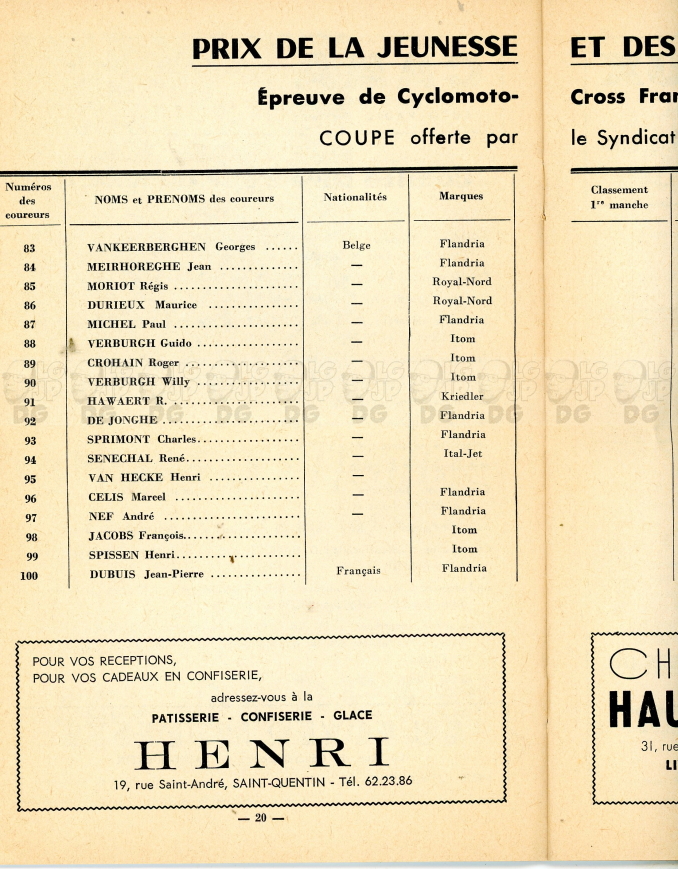 PRIX DE LA JEUNESSE
Épreuve de Cyclomoto-
COUPE offerte par
Numéros des coureurs NOMS et PRENOMS des coureurs Nationalités Marques
83 VANKEERBERGHEN Georges ...... Belge Flandria
84 MEIRHOREGHE Jean ............. — Flandria
85 MORIOT Régis .................... — Royal-Nord
86 DURIEUX Maurice .............. — Royal-Nord
87 MICHEL Paul .................... — Flandria
88 VERBURGH Guido ................ — Itom
89 CROHAIN Roger .................. — Itom
90 VERBURGH Willy ................ — Itom
91 HAWAERT R. .................... — Kriedler
92 DE JONGHE ...................... — Flandria
93 SPRIMONT Charles................ — Flandria
94 SENECHAL René.................. — Ital-Jet
95 VAN HECKE Henri .............. —
96 CELIS Marcel .................... — Flandria
97 NEF André ...................... — Flandria
98 JACOBS François.................. Itom
99 SPISSEN Henri.................... Itom
100 DUBUIS Jean-Pierre .............. Français Flandria
POUR VOS RECEPTIONS,
POUR VOS CADEAUX EN CONFISERIE,
adressez-vous à la
PATISSERIE - CONFISERIE - GLACE
HENRI
19, rue Saint-André, SAINT-QUENTIN - Tél. 62.23.86
— 20 —
ET DES
Cross Fran
le Syndicat
Classement
1re manche
CH
HAU
31, rue
LI
LG JP DG